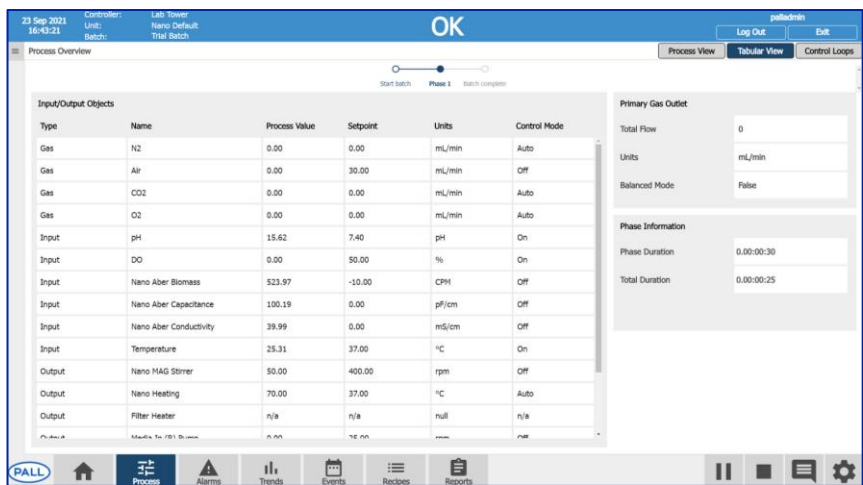 23 Sep 2021
16:43:21
Controller: Lab Tower
Unit: Nano Default
Batch: Trial Batch
OK
palladmin
Log Out Exit
Process Overview
Process View Tabular View Control Loops
Start batch Phase 1 Batch complete
Input/Output Objects
Type Name Process Value Setpoint Units Control Mode
Gas N2 0.00 0.00 mL/min Auto
Gas Air 0.00 30.00 mL/min Off
Gas CO2 0.00 0.00 mL/min Auto
Gas O2 0.00 0.00 mL/min Auto
Input pH 15.62 7.40 pH On
Input DO 0.00 50.00 % On
Input Nano Aber Biomass 523.97 -10.00 CPM Off
Input Nano Aber Capacitance 100.19 0.00 pF/cm Off
Input Nano Aber Conductivity 39.99 0.00 mS/cm Off
Input Temperature 25.31 37.00 °C On
Output Nano MAG Stirrer 50.00 400.00 rpm Off
Output Nano Heating 70.00 37.00 °C Auto
Output Filter Heater n/a n/a null n/a
Output Media In (B) Pump 0.00 25.00 rpm Off
Primary Gas Outlet
Total Flow 0
Units mL/min
Balanced Mode False
Phase Information
Phase Duration 0.00:00:30
Total Duration 0.00:00:25
PALL
Process Alarms Trends Events Recipes Reports